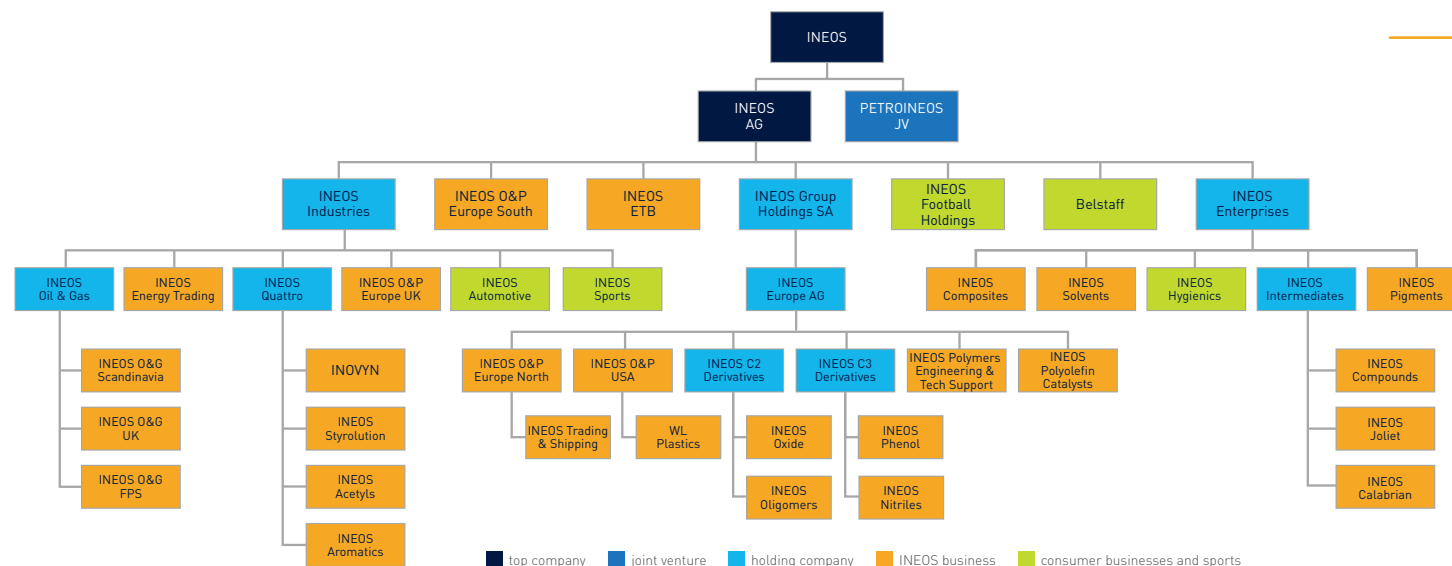 INEOS
INEOS
AG
PETROINEOS
JV
INEOS
Industries
INEOS O&P
Europe South
INEOS
ETB
INEOS Group
Holdings SA
INEOS
Football
Holdings
Belstaff
INEOS
Enterprises
INEOS
Oil & Gas
INEOS
Energy Trading
INEOS
Quattro
INEOS O&P
Europe UK
INEOS
Automotive
INEOS
Sports
INEOS
Europe AG
INEOS
Composites
INEOS
Solvents
INEOS
Hygienics
INEOS
Intermediates
INEOS
Pigments
INEOS O&G
Scandinavia
INOVYN
INEOS O&P
Europe North
INEOS O&P
USA
INEOS C2
Derivatives
INEOS C3
Derivatives
INEOS Polymers
Engineering &
Tech Support
INEOS
Polyolefin
Catalysts
INEOS
Compounds
INEOS O&G
UK
INEOS
Styrolution
INEOS Trading
& Shipping
WL
Plastics
INEOS
Oxide
INEOS
Phenol
INEOS
Joliet
INEOS O&G
FPS
INEOS
Acetyls
INEOS
Oligomers
INEOS
Nitriles
INEOS
Calabrian
INEOS
Aromatics
top company
joint venture
holding company
INEOS business
consumer businesses and sports